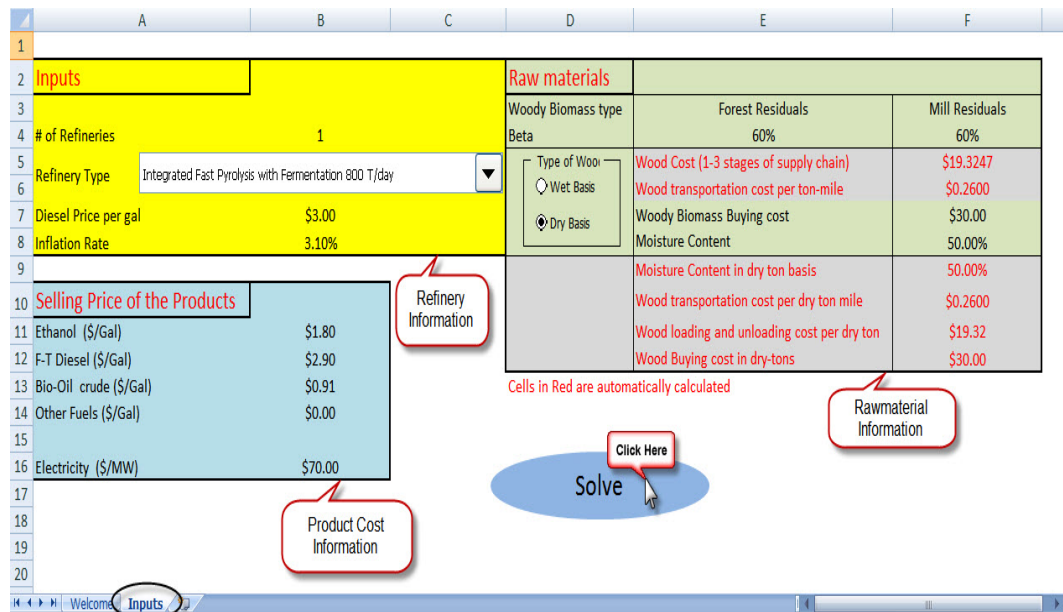 A B C D E F
1
2 Inputs Raw materials
3 Woody Biomass type Forest Residuals Mill Residuals
4 # of Refineries 1 Beta 60% 60%
5 Type of Woo Wood Cost (1-3 stages of supply chain) $19.3247
Refinery Type Integrated Fast Pyrolysis with Fermentation 800 T/day
6 Wet Basis Wood transportation cost per ton-mile $0.2600
7 Diesel Price per gal $3.00 Dry Basis Woody Biomass Buying cost $30.00
8 Inflation Rate 3.10% Moisture Content 50.00%
9 Moisture Content in dry ton basis 50.00%
10 Selling Price of the Products Wood transportation cost per dry ton mile $0.2600
Refinery
Information
11 Ethanol ($/Gal) $1.80 Wood loading and unloading cost per dry ton $19.32
12 F-T Diesel ($/Gal) $2.90 Wood Buying cost in dry-tons $30.00
13 Bio-Oil crude ($/Gal) $0.91 Cells in Red are automatically calculated
14 Other Fuels ($/Gal) $0.00
Rawmaterial
Information
15
Click Here
16 Electricity ($/MW) $70.00
17 Solve
18
Product Cost
Information
19
20
Welcome Inputs